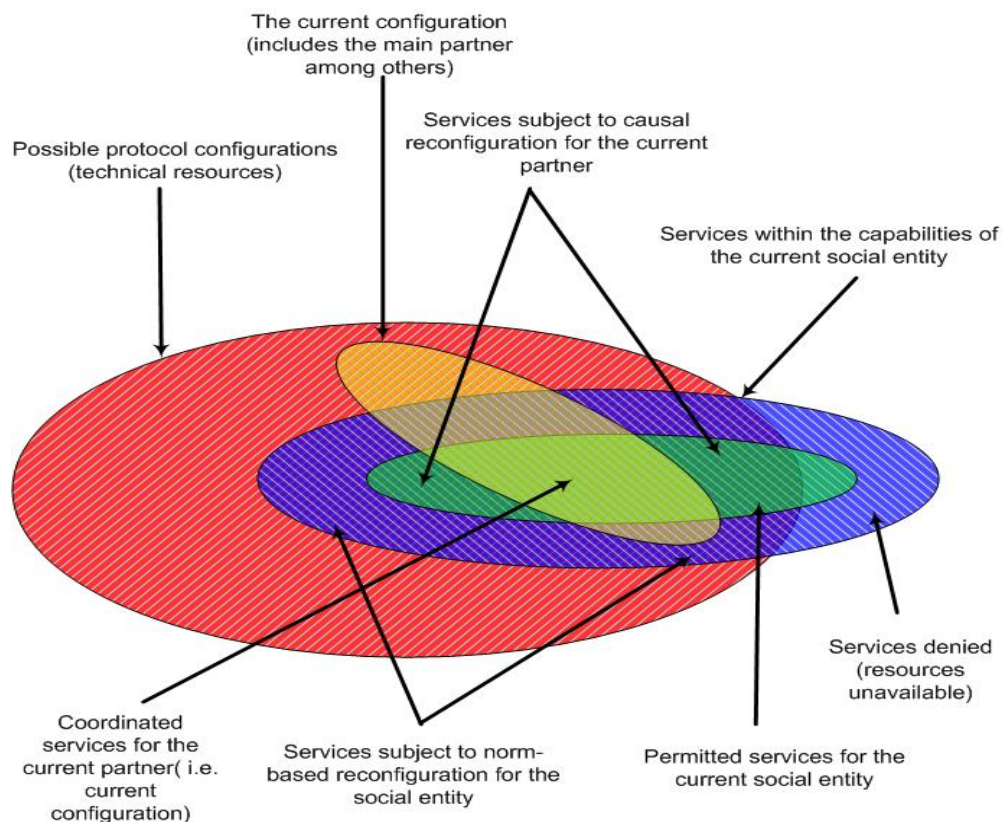 The current configuration
(includes the main partner
among others)
Services subject to causal
reconfiguration for the current
partner
Possible protocol configurations
(technical resources)
Services within the capabilities of
the current social entity
Services denied
(resources
unavailable)
Coordinated
services for the
current partner( i.e.
current
configuration)
Services subject to norm-
based reconfiguration for the
social entity
Permitted services for the
current social entity